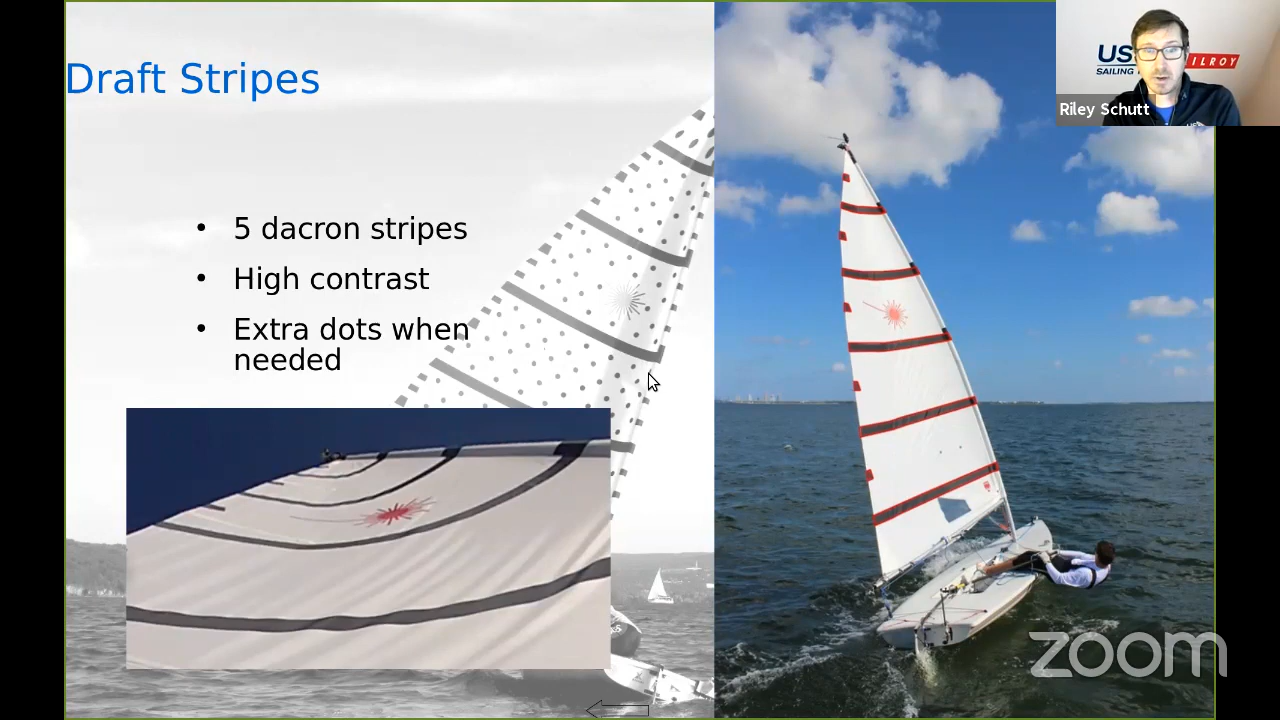 Draft Stripes
• 5 dacron stripes
• High contrast
• Extra dots when
needed
US
ILROY
SAILING
Riley Schutt
zoom